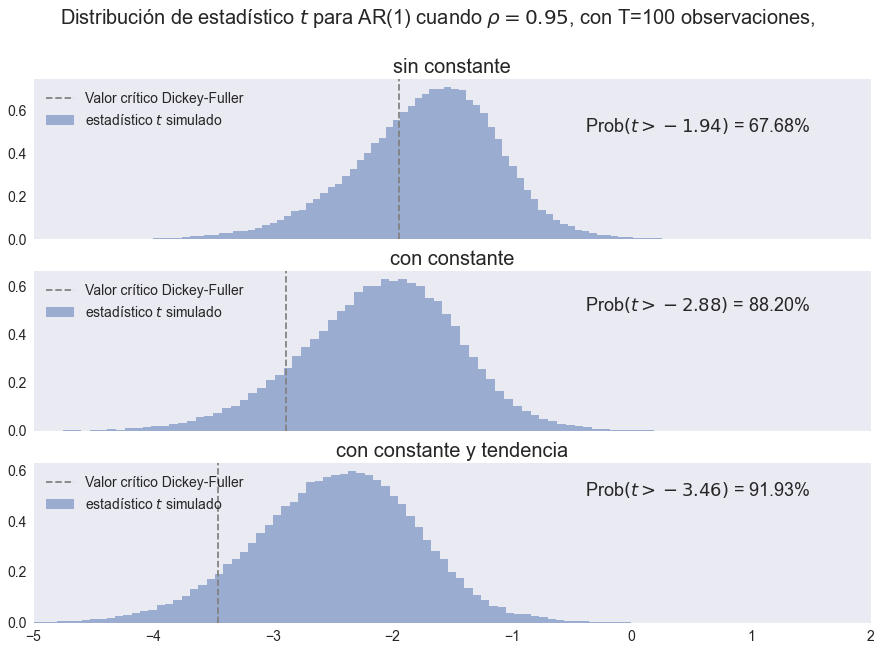 Distribución de estadístico t para AR(1) cuando ρ = 0.95, con T=100 observaciones,
sin constante
Valor crítico Dickey-Fuller
estadístico t simulado
Prob(t > −1.94) = 67.68%
0.6
0.4
0.2
0.0
con constante
Valor crítico Dickey-Fuller
estadístico t simulado
Prob(t > −2.88) = 88.20%
0.6
0.4
0.2
0.0
con constante y tendencia
Valor crítico Dickey-Fuller
estadístico t simulado
Prob(t > −3.46) = 91.93%
0.6
0.4
0.2
0.0
−5 −4 −3 −2 −1 0 1 2